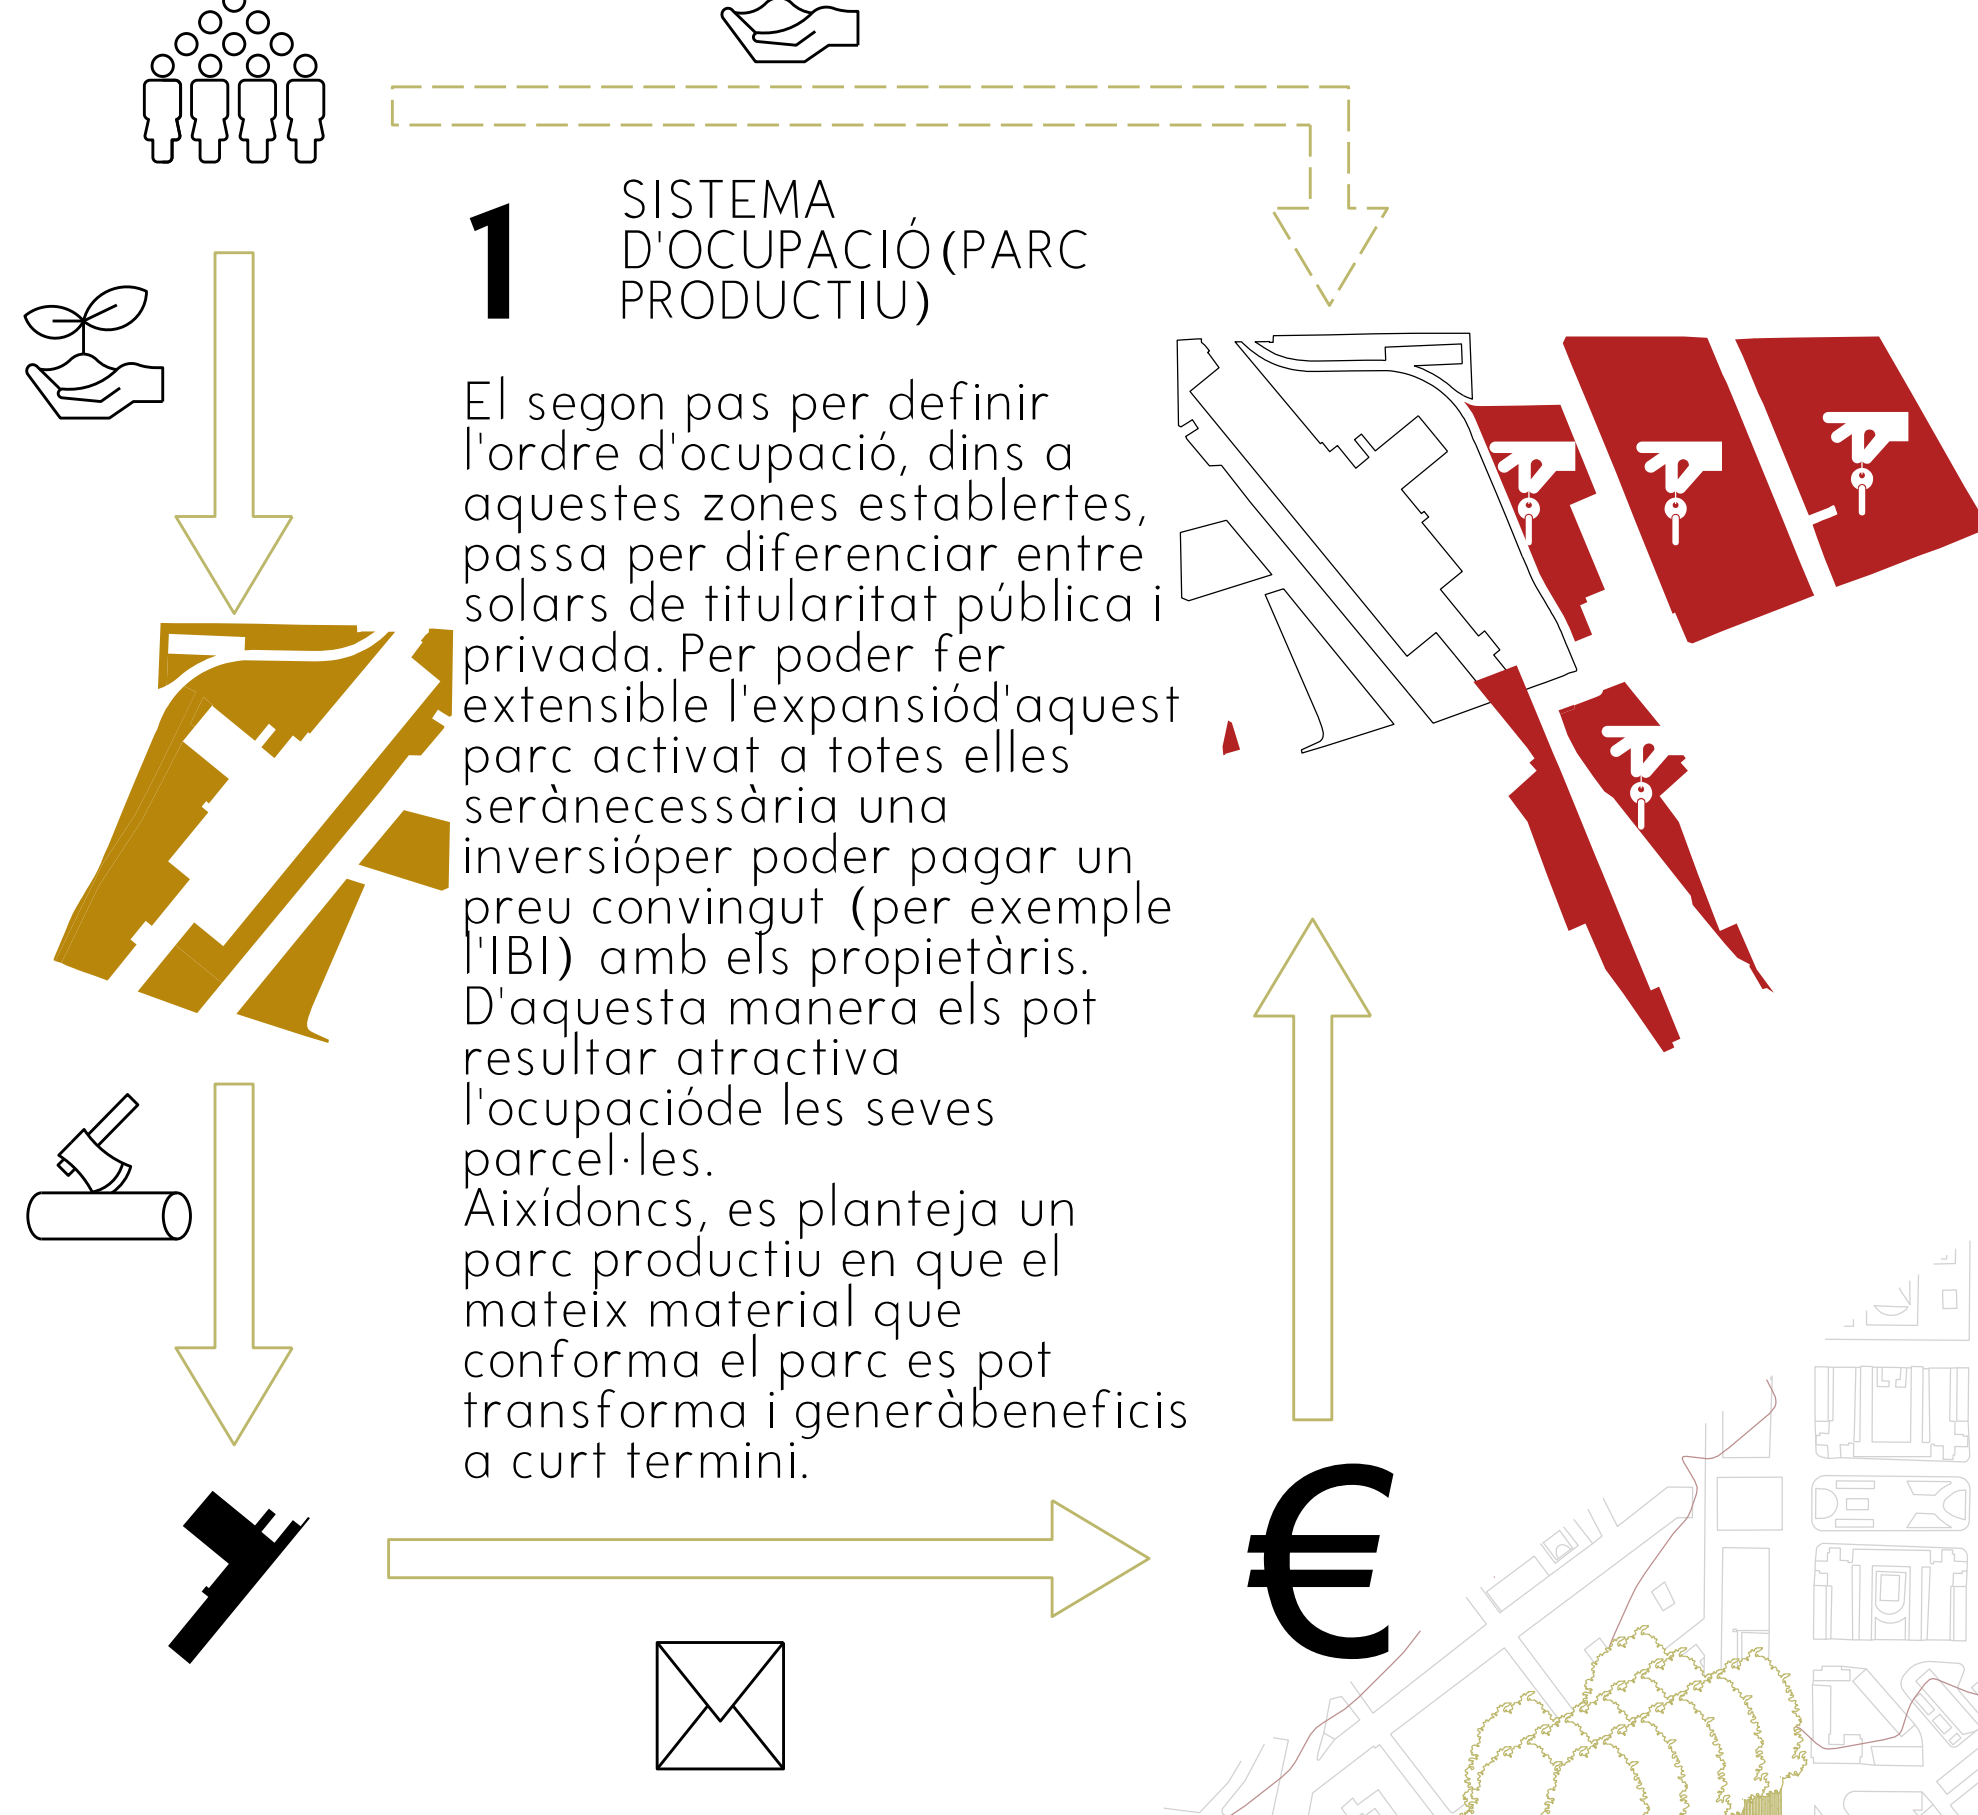 1
SISTEMA
D'OCUPACIÓ(PARC
PRODUCTIU)
El segon pas per definir
l'ordre d'ocupació, dins a
aquestes zones establertes,
passa per diferenciar entre
solars de titularitat pública i
privada. Per poder fer
extensible l'expansiód'aquest
parc activat a totes elles
serànecessària una
inversióper poder pagar un
preu convingut (per exemple
l'IBI) amb els propietàris.
D'aquesta manera els pot
resultar atractiva
l'ocupacióde les seves
parcel·les.
Aixídoncs, es planteja un
parc productiu en que el
mateix material que
conforma el parc es pot
transforma i generàbeneficis
a curt termini.
€